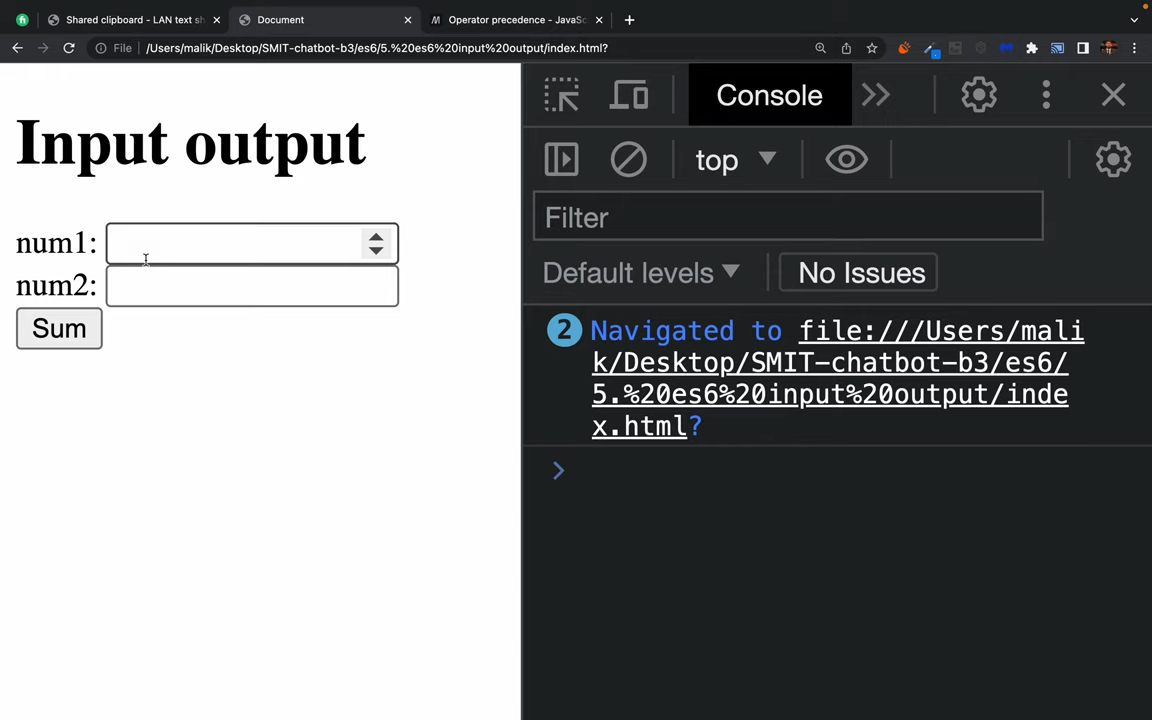 Shared clipboard - LAN text sh
Document
Operator precedence - JavaSc
File
/Users/malik/Desktop/SMIT-chatbot-b3/es6/5.%20es6%20input%20output/index.html?
Input output
num1:
num2:
Sum
Console
top
Filter
Default levels
No Issues
2 Navigated to file:///Users/mali
k/Desktop/SMIT-chatbot-b3/es6/
5.%20es6%20input%20output/inde
x.html?